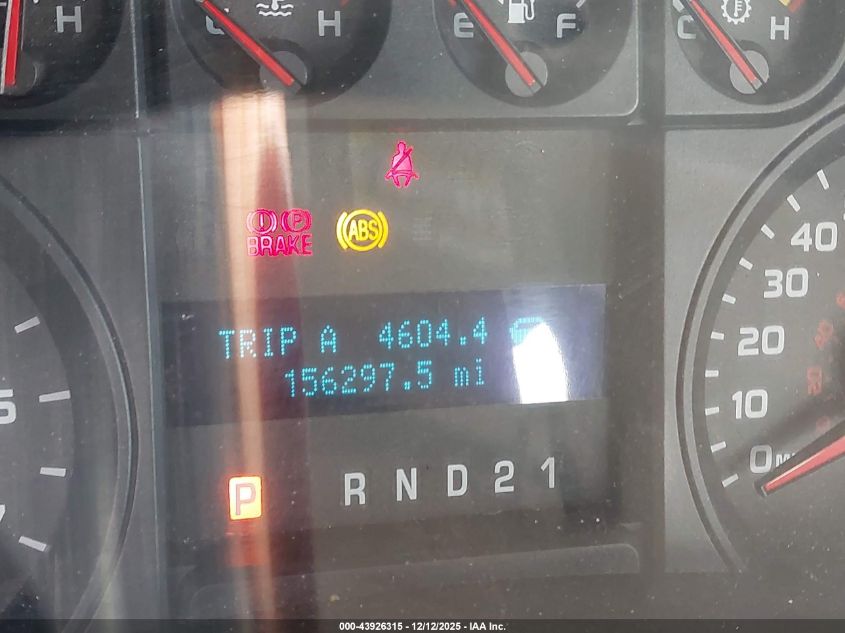 H C H E F C H
BRAKE ABS
P
TRIP A 4604.4
156297.5 mi
P R N D 2 1
40
30
20
10
0
5
000-43926315 - 12/12/2025 - IAA Inc.